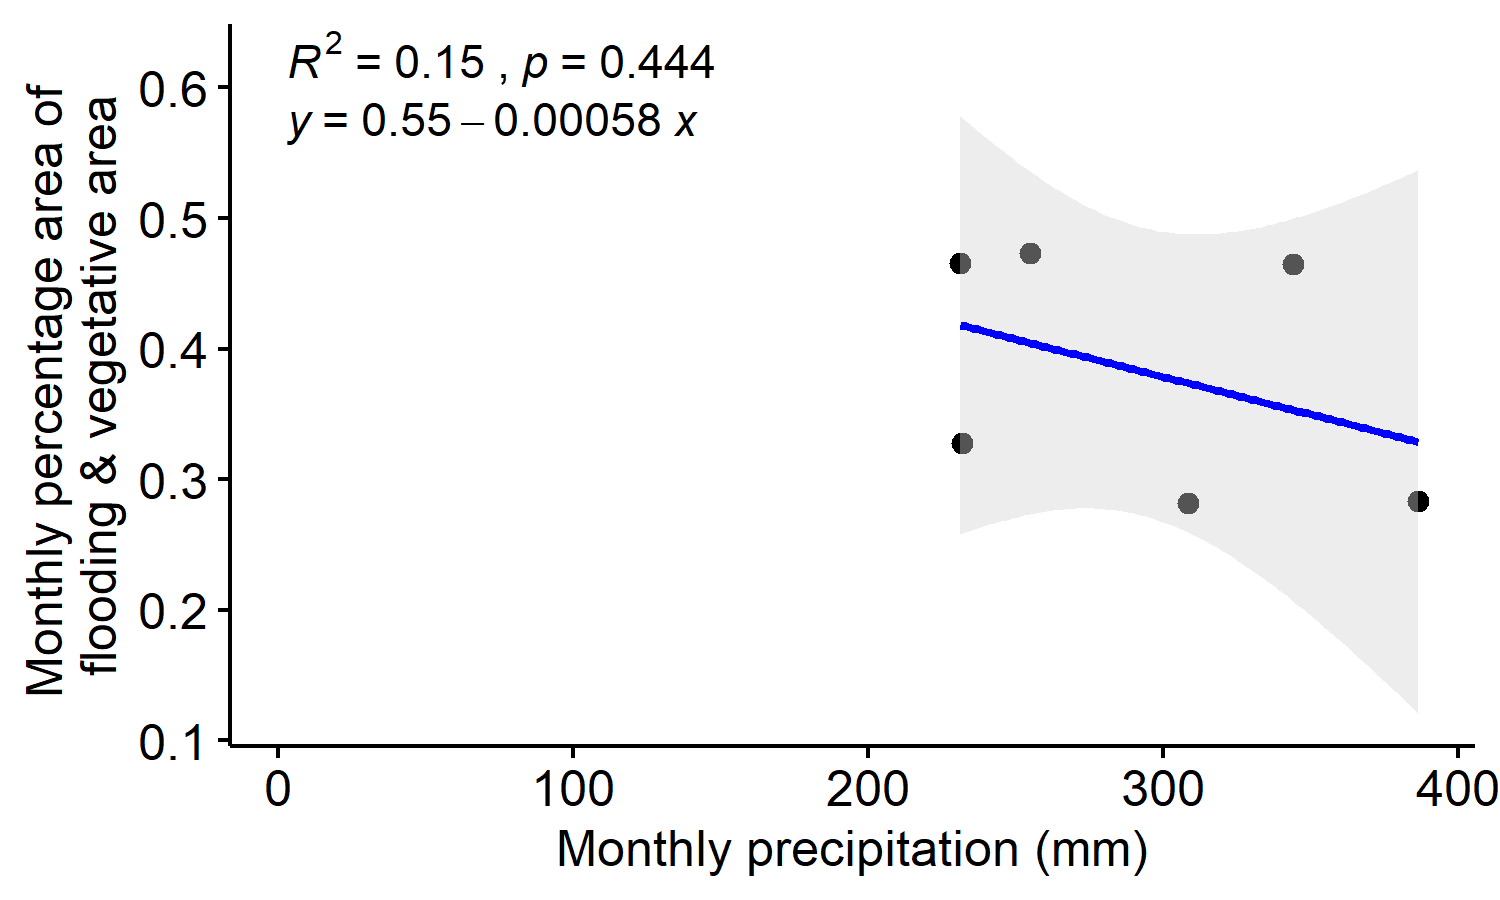 R² = 0.15 , p = 0.444
y = 0.55 – 0.00058 x
Monthly percentage area of
flooding & vegetative area
0.6
0.5
0.4
0.3
0.2
0.1
0 100 200 300 400
Monthly precipitation (mm)